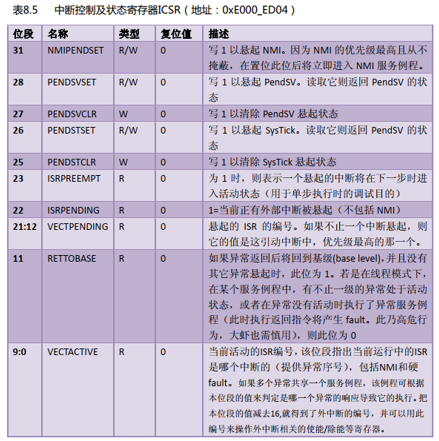 表8.5 中断控制及状态寄存器ICSR（地址：0xE000_ED04）
位段 名称 类型 复位值 描述
31 NMIPENDSET R/W 0 写 1 以悬起 NMI。因为 NMI 的优先级最高且从不
掩蔽，在置位此位后将立即进入 NMI 服务例程。
28 PENDSVSET R/W 0 写 1 以悬起 PendSV。读取它则返回 PendSV 的状
态
27 PENDSVCLR W 0 写 1 以清除 PendSV 悬起状态
26 PENDSTSET R/W 0 写 1 以悬起 SysTick。读取它则返回 PendSV 的状
态
25 PENDSTCLR W 0 写 1 以清除 SysTick 悬起状态
23 ISRPREEMPT R 0 为 1 时，则表示一个悬起的中断将在下一步时进
入活动状态（用于单步执行时的调试目的）
22 ISRPENDING R 0 1=当前正有外部中断被悬起（不包括 NMI）
21:12 VECTPENDING R 0 悬起的 ISR 的编号。如果不止一个中断悬起，则
它的值是这引动中断中，优先级最高的那一个。
11 RETTOBASE R 0 如果异常返回后将回到基级(base level)，并且没有
其它异常悬起时，此位为 1。若是在线程模式下，
在某个服务例程中，有不止一级的异常处于活动
状态，或者在异常没有活动时执行了异常服务例
程（此时执行返回指令将产生 fault。此乃高危行
为，大虾也需慎用），则此位为 0
9:0 VECTACTIVE R 0 当前活动的ISR编号，该位段指出当前运行中的ISR
是哪个中断的（提供异常序号），包括NMI和硬
fault。如果多个异常共享一个服务例程，该例程可根据
本位段的值来判定是哪一个异常的响应导致它的执行。把
本位段的值减去16,就得到了外中断的编号，并可以用此
编号来操作外中断相关的使能/除能等寄存器。